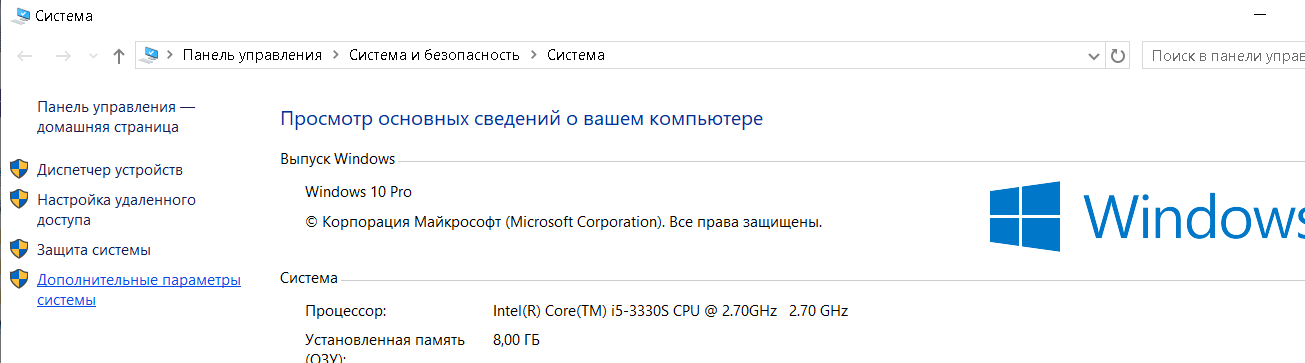 Система
Панель управления
Система и безопасность
Система
Поиск в панели управ
Панель управления —
домашняя страница
Диспетчер устройств
Настройка удаленного
доступа
Защита системы
Дополнительные параметры
системы
Просмотр основных сведений о вашем компьютере
Выпуск Windows
Windows 10 Pro
© Корпорация Майкрософт (Microsoft Corporation). Все права защищены.
Windows
Система
Процессор: Intel(R) Core(TM) i5-3330S CPU @ 2.70GHz 2.70 GHz
Установленная память 8,00 ГБ
(ОЗУ):